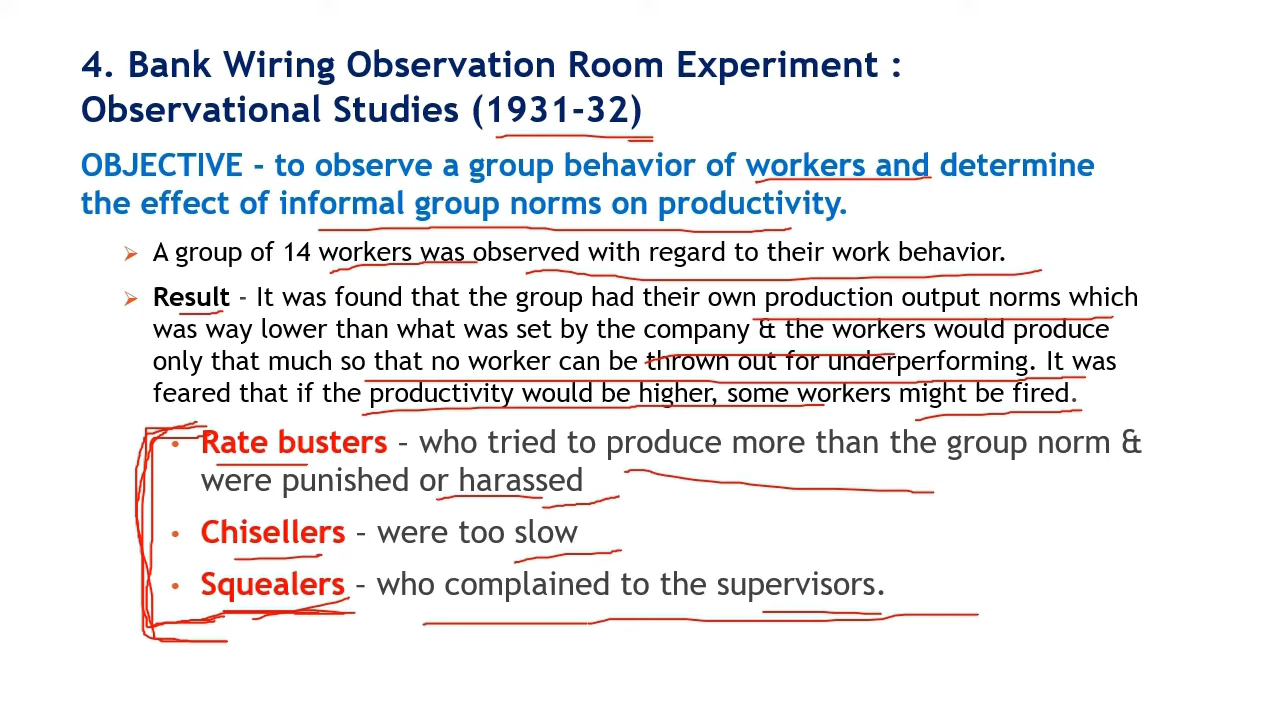 4. Bank Wiring Observation Room Experiment :
Observational Studies (1931-32)
OBJECTIVE - to observe a group behavior of workers and determine
the effect of informal group norms on productivity.
➢ A group of 14 workers was observed with regard to their work behavior.
➢ Result - It was found that the group had their own production output norms which
was way lower than what was set by the company & the workers would produce
only that much so that no worker can be thrown out for underperforming. It was
feared that if the productivity would be higher, some workers might be fired.
• Rate busters – who tried to produce more than the group norm &
were punished or harassed
• Chisellers – were too slow
• Squealers – who complained to the supervisors.